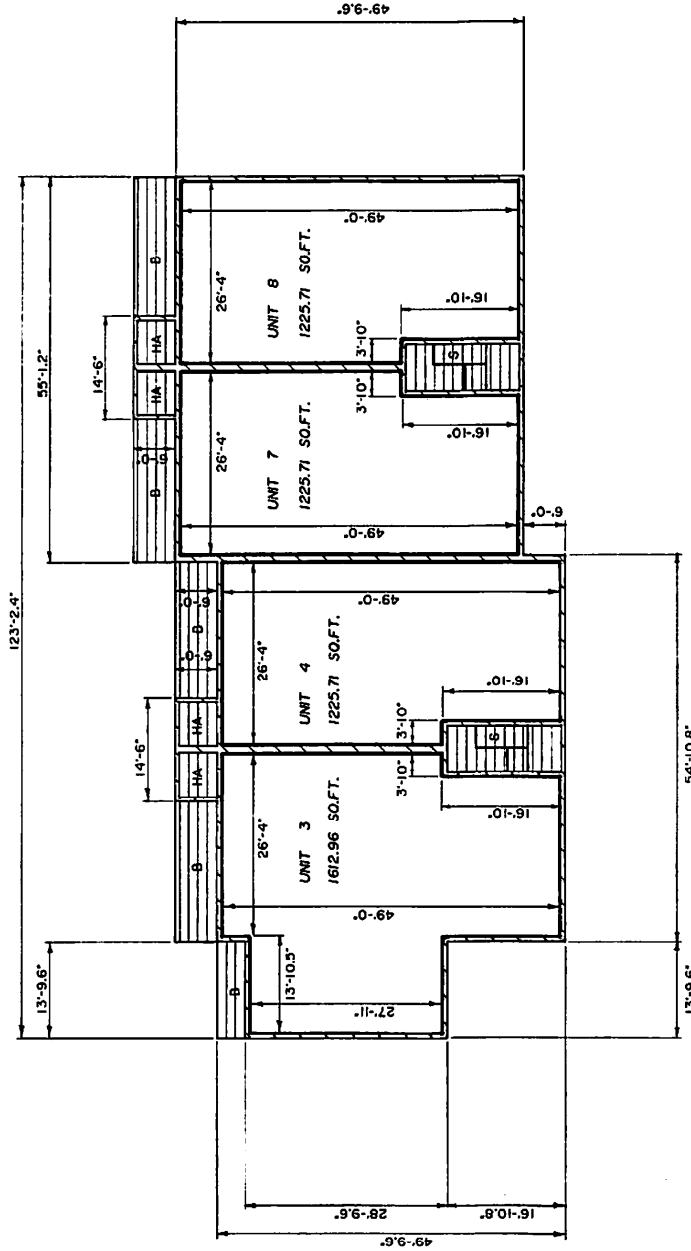 49'-9.6"
123'-2.4"
55'-1.2"
14'-6"
B
HA
HA
B
6'-0"
26'-4"
49'-0"
UNIT 8
1225.71 SQ.FT.
16'-10"
3'-10"
S
3'-10"
16'-10"
26'-4"
UNIT 7
1225.71 SQ.FT.
49'-0"
6'-0"
6'-0"
B
6'-0"
14'-6"
HA
HA
B
26'-4"
49'-0"
UNIT 4
1225.71 SQ.FT.
16'-10"
3'-10"
S
3'-10"
16'-10"
26'-4"
UNIT 3
1612.96 SQ.FT.
49'-0"
54'-10.8"
13'-9.6"
B
13'-10.5"
27'-11"
13'-9.6"
28'-9.6"
16'-10.8"
49'-9.6"